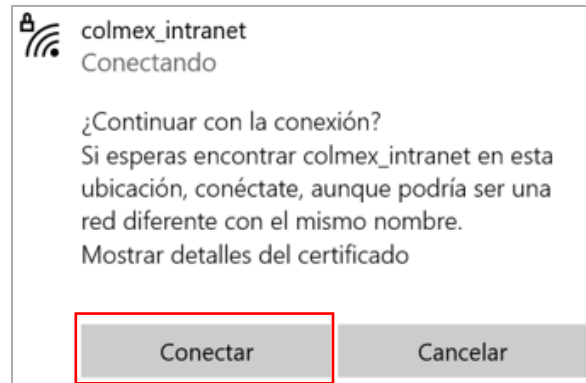 colmex_intranet
Conectando
¿Continuar con la conexión?
Si esperas encontrar colmex_intranet en esta
ubicación, conéctate, aunque podría ser una
red diferente con el mismo nombre.
Mostrar detalles del certificado
Conectar
Cancelar